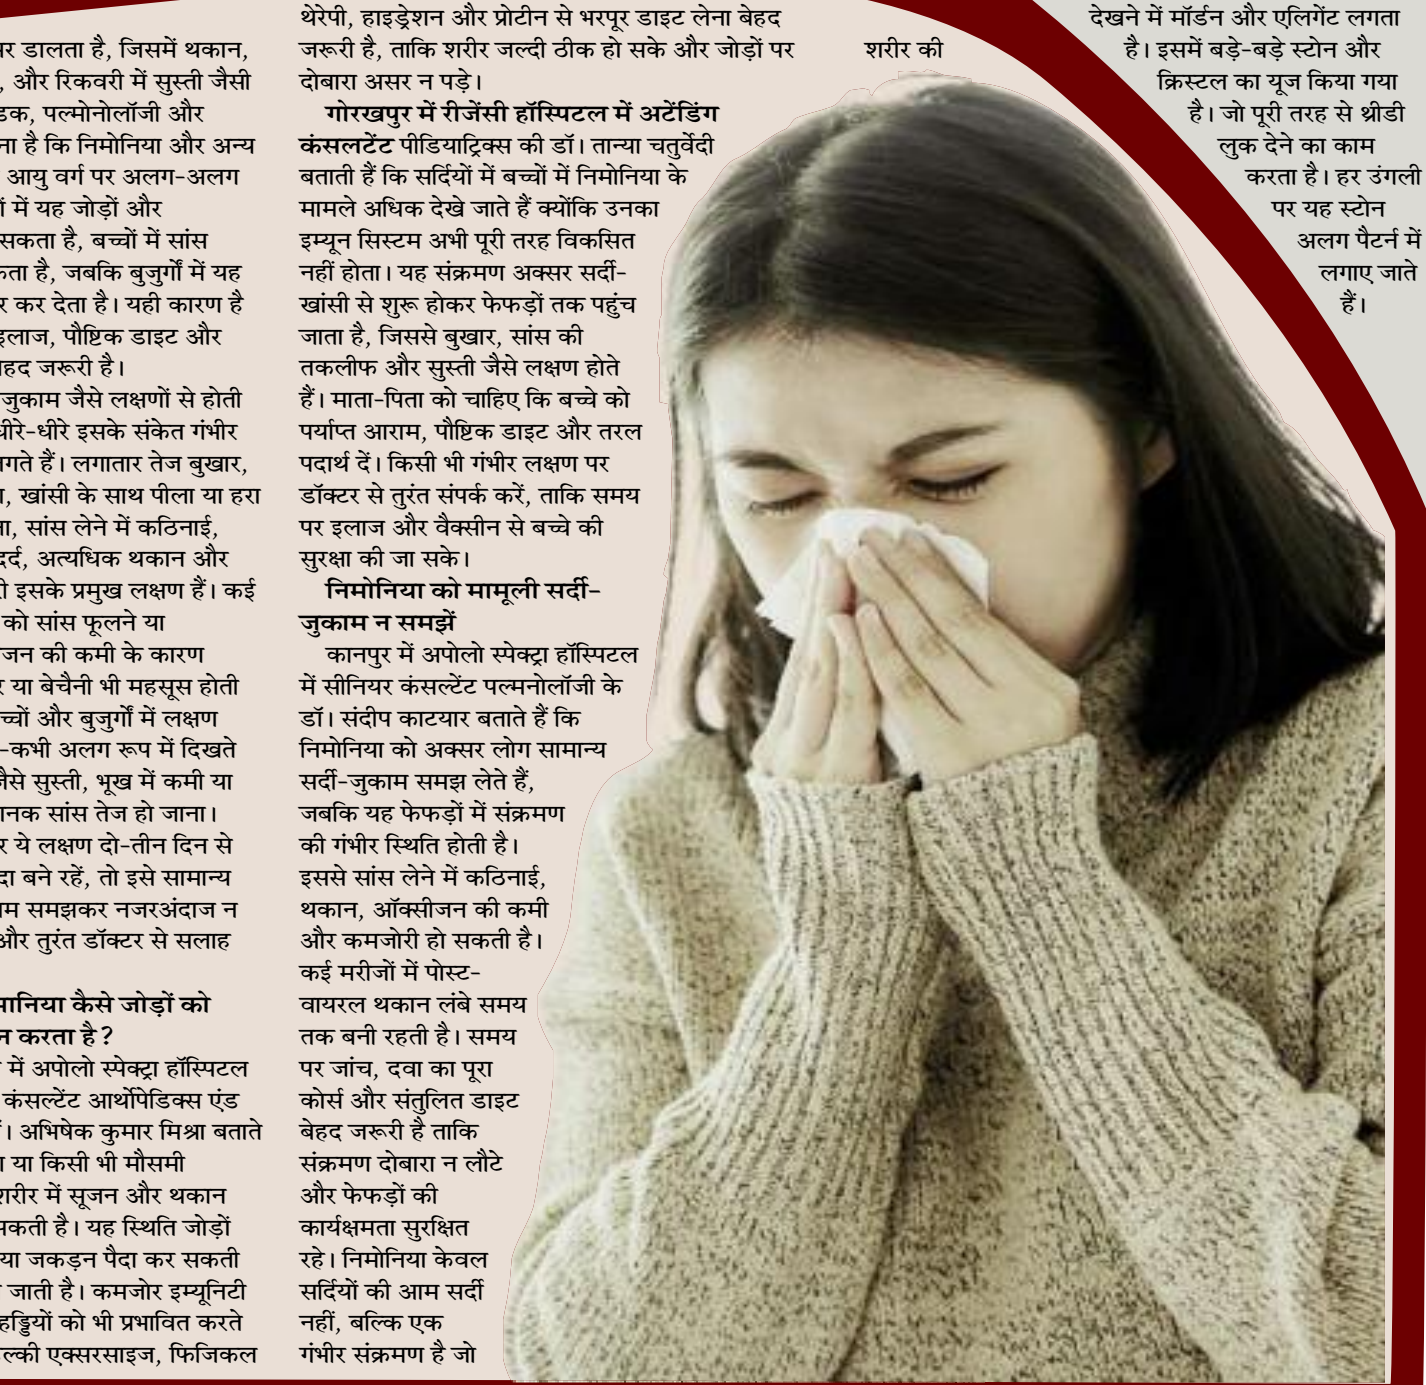 र डालता है, जिसमें थकान,
, और रिकवरी में सुस्ती जैसी
डक, पल्मोनोलॉजी और
ना है कि निमोनिया और अन्य
आयु वर्ग पर अलग-अलग
ं में यह जोड़ों और
सकता है, बच्चों में सांस
कता है, जबकि बुजुर्गों में यह
र कर देता है। यही कारण है
इलाज, पौष्टिक डाइट और
हद जरूरी है।
जुकाम जैसे लक्षणों से होती
धीरे-धीरे इसके संकेत गंभीर
गते हैं। लगातार तेज बुखार,
ा, खांसी के साथ पीला या हरा
ना, सांस लेने में कठिनाई,
दर्द, अत्यधिक थकान और
ी इसके प्रमुख लक्षण हैं। कई
को सांस फूलने या
जन की कमी के कारण
र या बेचैनी भी महसूस होती
च्चों और बुजुर्गों में लक्षण
-कभी अलग रूप में दिखते
जैसे सुस्ती, भूख में कमी या
ानक सांस तेज हो जाना।
र ये लक्षण दो-तीन दिन से
दा बने रहें, तो इसे सामान्य
ाम समझकर नजरअंदाज न
और तुरंत डॉक्टर से सलाह
मोनिया कैसे जोड़ों को
न करता है?
में अपोलो स्पेक्ट्रा हॉस्पिटल
कंसल्टेंट आर्थोपेडिक्स एंड
ॉ। अभिषेक कुमार मिश्रा बताते
ा या किसी भी मौसमी
शरीर में सूजन और थकान
सकती है। यह स्थिति जोड़ों
या जकड़न पैदा कर सकती
जाती है। कमजोर इम्यूनिटी
हड्डियों को भी प्रभावित करते
ल्की एक्सरसाइज, फिजिकल
थेरेपी, हाइड्रेशन और प्रोटीन से भरपूर डाइट लेना बेहद
जरूरी है, ताकि शरीर जल्दी ठीक हो सके और जोड़ों पर
दोबारा असर न पड़े।
गोरखपुर में रीजेंसी हॉस्पिटल में अटेंडिंग
कंसलटेंट पीडियाट्रिक्स की डॉ। तान्या चतुर्वेदी
बताती हैं कि सर्दियों में बच्चों में निमोनिया के
मामले अधिक देखे जाते हैं क्योंकि उनका
इम्यून सिस्टम अभी पूरी तरह विकसित
नहीं होता। यह संक्रमण अक्सर सर्दी-
खांसी से शुरू होकर फेफड़ों तक पहुंच
जाता है, जिससे बुखार, सांस की
तकलीफ और सुस्ती जैसे लक्षण होते
हैं। माता-पिता को चाहिए कि बच्चे को
पर्याप्त आराम, पौष्टिक डाइट और तरल
पदार्थ दें। किसी भी गंभीर लक्षण पर
डॉक्टर से तुरंत संपर्क करें, ताकि समय
पर इलाज और वैक्सीन से बच्चे की
सुरक्षा की जा सके।
निमोनिया को मामूली सर्दी-
जुकाम न समझें
कानपुर में अपोलो स्पेक्ट्रा हॉस्पिटल
में सीनियर कंसल्टेंट पल्मनोलॉजी के
डॉ। संदीप काटयार बताते हैं कि
निमोनिया को अक्सर लोग सामान्य
सर्दी-जुकाम समझ लेते हैं,
जबकि यह फेफड़ों में संक्रमण
की गंभीर स्थिति होती है।
इससे सांस लेने में कठिनाई,
थकान, ऑक्सीजन की कमी
और कमजोरी हो सकती है।
कई मरीजों में पोस्ट-
वायरल थकान लंबे समय
तक बनी रहती है। समय
पर जांच, दवा का पूरा
कोर्स और संतुलित डाइट
बेहद जरूरी है ताकि
संक्रमण दोबारा न लौटे
और फेफड़ों की
कार्यक्षमता सुरक्षित
रहे। निमोनिया केवल
सर्दियों की आम सर्दी
नहीं, बल्कि एक
गंभीर संक्रमण है जो
शरीर की
देखने में मॉर्डन और एलिगेंट लगता
है। इसमें बड़े-बड़े स्टोन और
क्रिस्टल का यूज किया गया
है। जो पूरी तरह से थ्रीडी
लुक देने का काम
करता है। हर उंगली
पर यह स्टोन
अलग पैटर्न में
लगाए जाते
हैं।